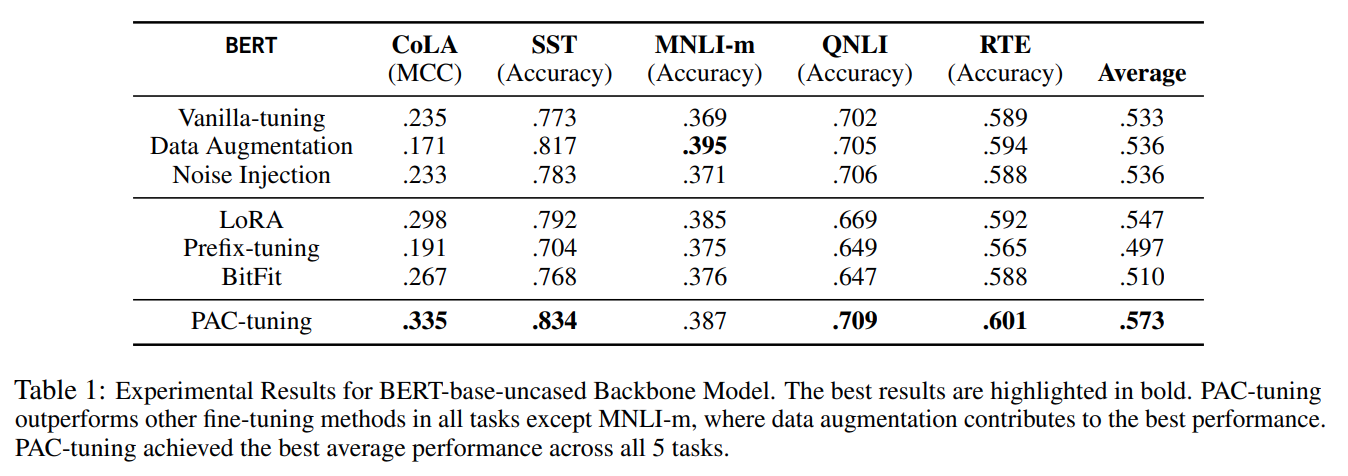 BERT CoLA SST MNLI-m QNLI RTE
(MCC) (Accuracy) (Accuracy) (Accuracy) (Accuracy) Average
Vanilla-tuning .235 .773 .369 .702 .589 .533
Data Augmentation .171 .817 .395 .705 .594 .536
Noise Injection .233 .783 .371 .706 .588 .536
LoRA .298 .792 .385 .669 .592 .547
Prefix-tuning .191 .704 .375 .649 .565 .497
BitFit .267 .768 .376 .647 .588 .510
PAC-tuning .335 .834 .387 .709 .601 .573
Table 1: Experimental Results for BERT-base-uncased Backbone Model. The best results are highlighted in bold. PAC-tuning
outperforms other fine-tuning methods in all tasks except MNLI-m, where data augmentation contributes to the best performance.
PAC-tuning achieved the best average performance across all 5 tasks.